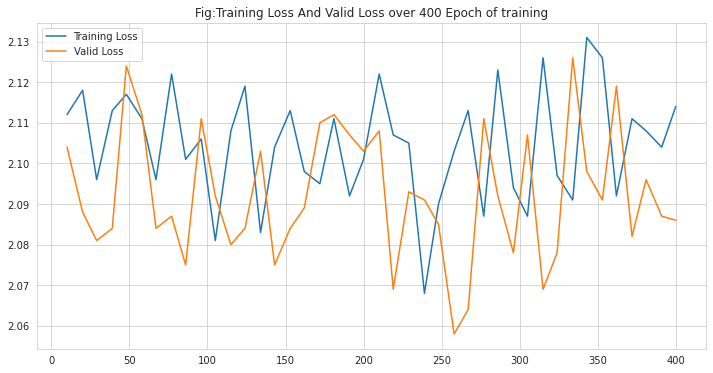 Fig:Training Loss And Valid Loss over 400 Epoch of training
Training Loss
Valid Loss
2.13
2.12
2.11
2.10
2.09
2.08
2.07
2.06
0 50 100 150 200 250 300 350 400